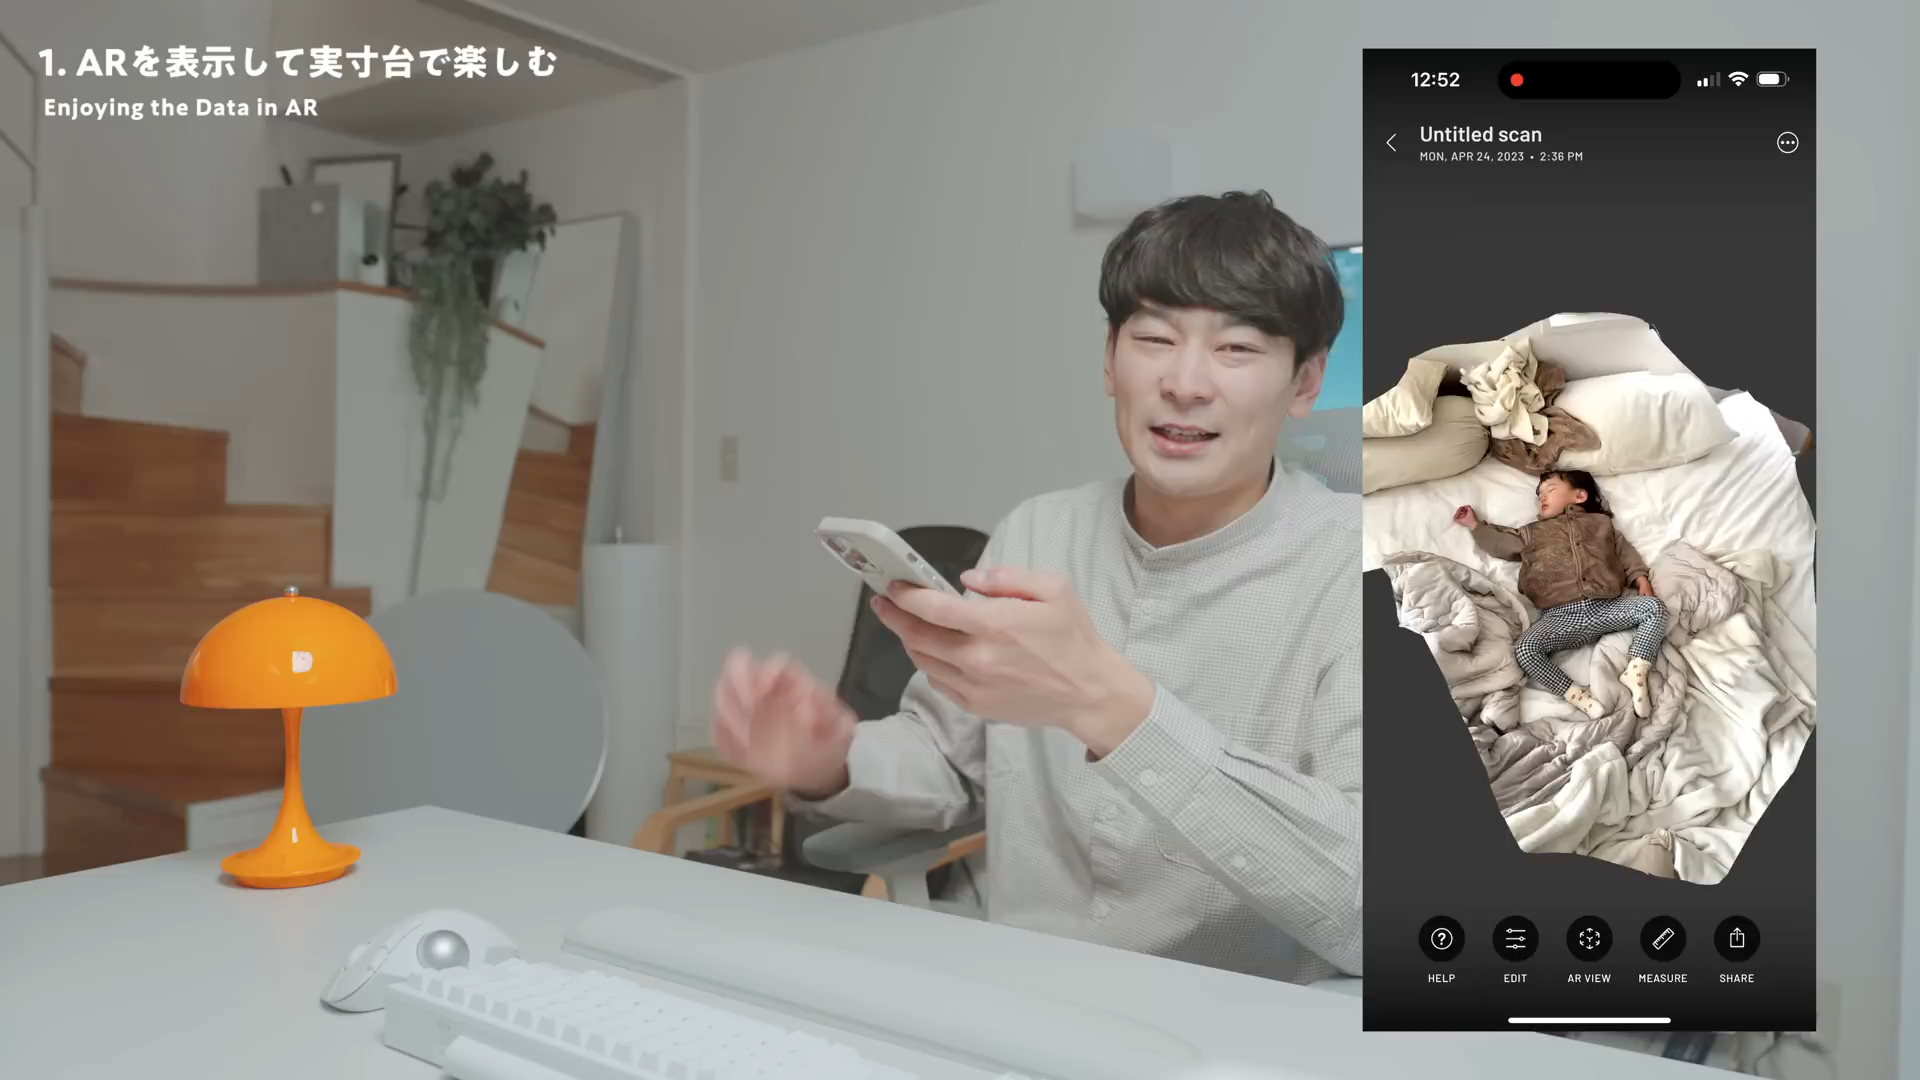 1. ARを表示して実寸台で楽しむ
Enjoying the Data in AR
12:52
Untitled scan
MON, APR 24, 2023 • 2:36 PM
HELP
EDIT
AR VIEW
MEASURE
SHARE